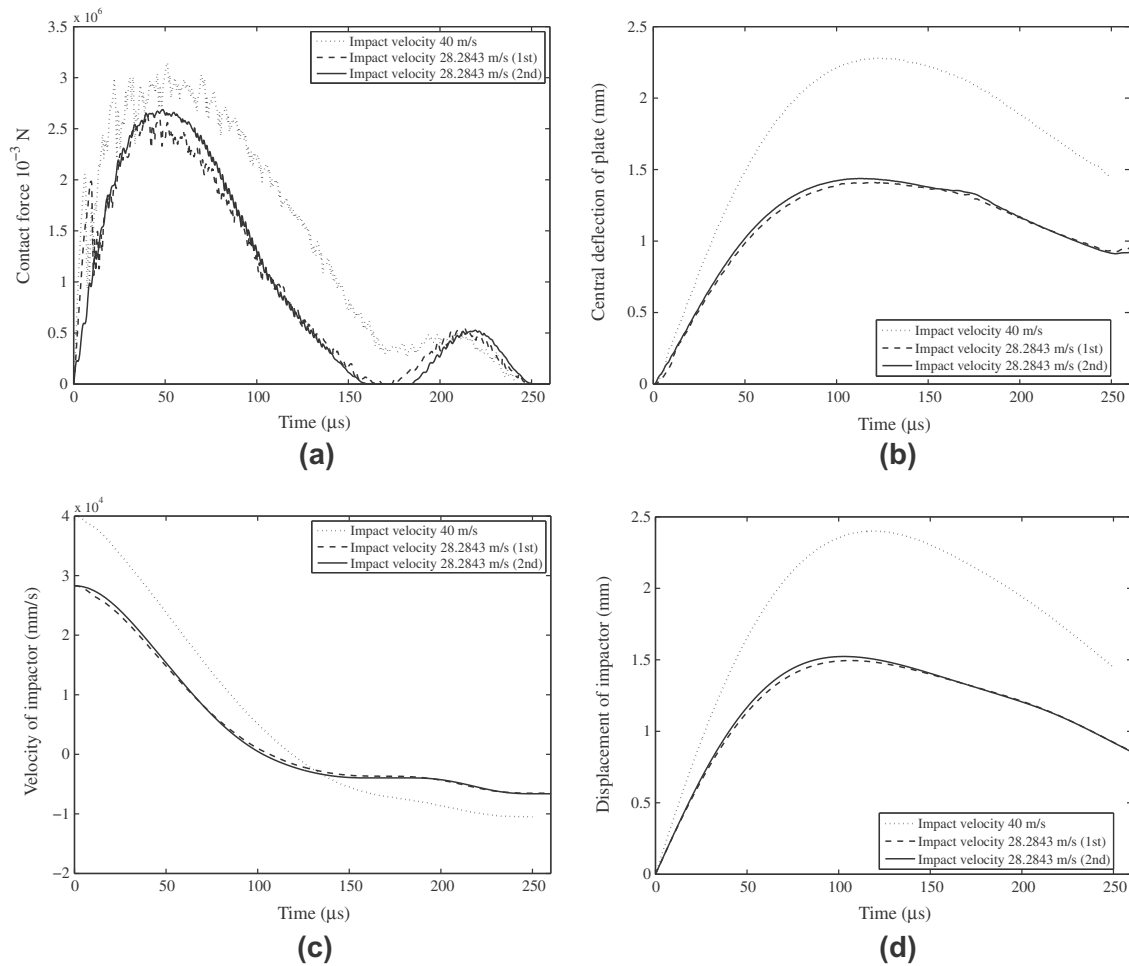 x 10⁶
3.5
3
2.5
2
1.5
1
0.5
0
Contact force 10⁻³ N
Impact velocity 40 m/s
Impact velocity 28.2843 m/s (1st)
Impact velocity 28.2843 m/s (2nd)
0 50 100 150 200 250
Time (μs)
(a)
2.5
2
1.5
1
0.5
0
Central deflection of plate (mm)
Impact velocity 40 m/s
Impact velocity 28.2843 m/s (1st)
Impact velocity 28.2843 m/s (2nd)
0 50 100 150 200 250
Time (μs)
(b)
x 10⁴
4
3
2
1
0
−1
−2
Velocity of impactor (mm/s)
Impact velocity 40 m/s
Impact velocity 28.2843 m/s (1st)
Impact velocity 28.2843 m/s (2nd)
0 50 100 150 200 250
Time (μs)
(c)
2.5
2
1.5
1
0.5
0
Displacement of impactor (mm)
Impact velocity 40 m/s
Impact velocity 28.2843 m/s (1st)
Impact velocity 28.2843 m/s (2nd)
0 50 100 150 200 250
Time (μs)
(d)